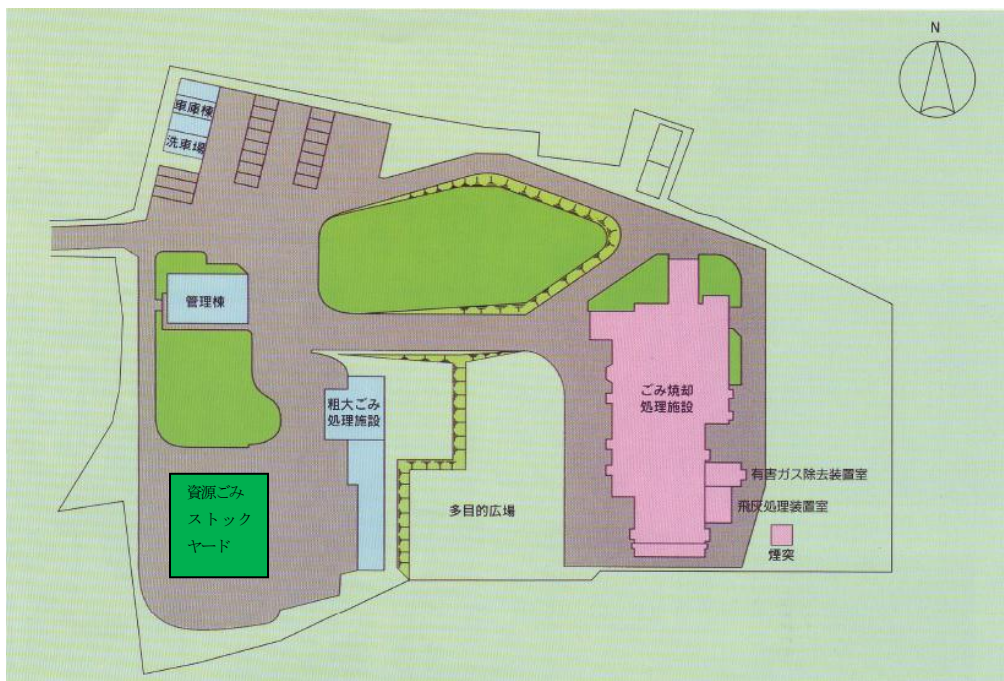 N
車庫棟
洗車場
管理棟
粗大ごみ
処理施設
ごみ焼却
処理施設
有害ガス除去装置室
飛灰処理装置室
煙突
多目的広場
資源ごみ
ストック
ヤード